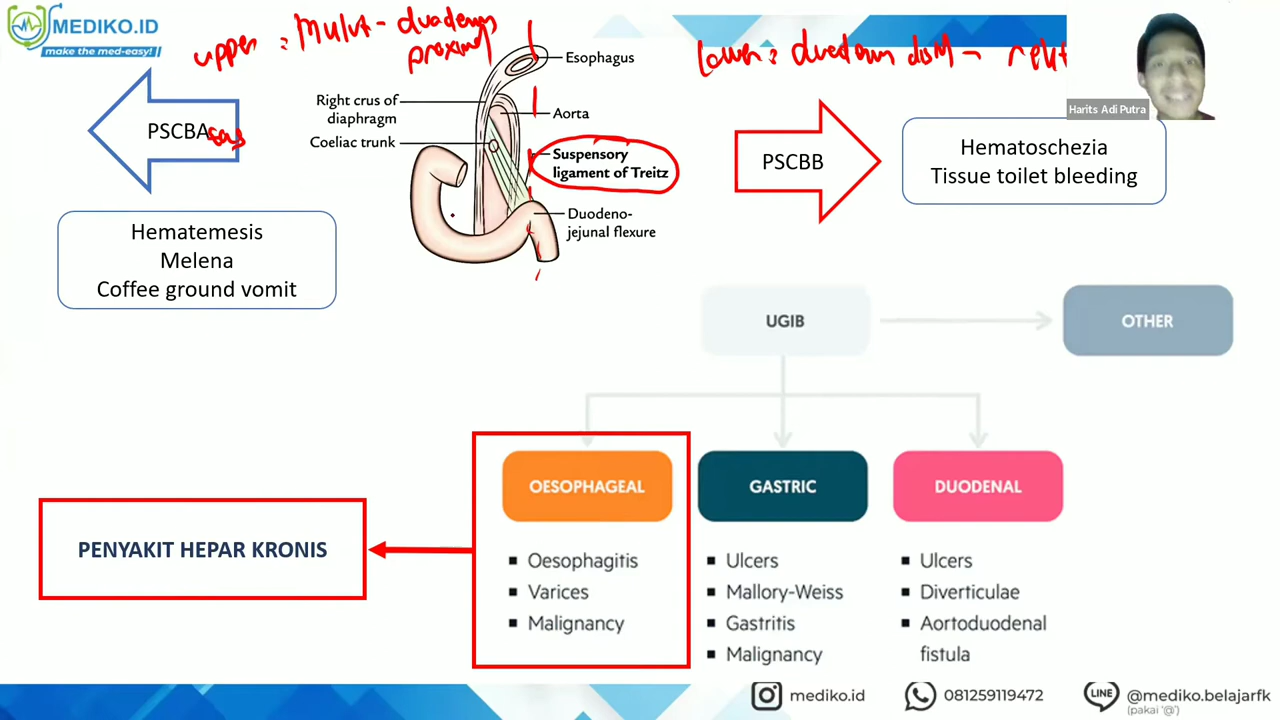 MEDIKO.ID
make the med-easy!
upper : Mulut - duodenum
proximal
Lower : duodenum distal -
Harits Adi Putra
Esophagus
Right crus of
diaphragm
Aorta
Coeliac trunk
Suspensory
ligament of Treitz
Duodeno-
jejunal flexure
PSCBA
PSCBB
Hematoschezia
Tissue toilet bleeding
Hematemesis
Melena
Coffee ground vomit
UGIB
OTHER
OESOPHAGEAL
GASTRIC
DUODENAL
PENYAKIT HEPAR KRONIS
▪ Oesophagitis
▪ Varices
▪ Malignancy
▪ Ulcers
▪ Mallory-Weiss
▪ Gastritis
▪ Malignancy
▪ Ulcers
▪ Diverticulae
▪ Aortoduodenal
fistula
mediko.id
081259119472
LINE
@mediko.belajarfk
(pakai '@')